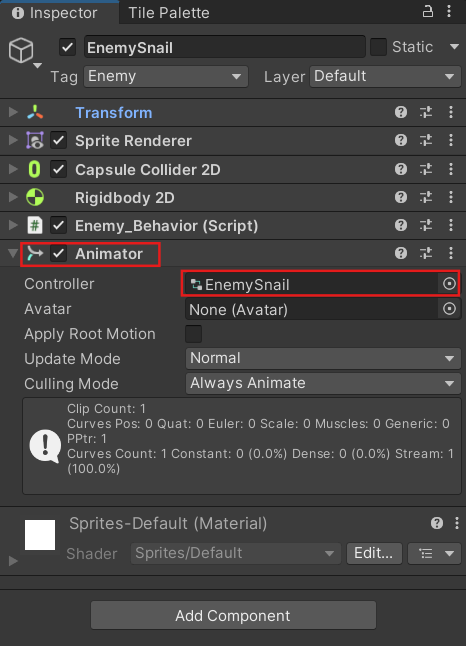 Inspector Tile Palette
EnemySnail Static
Tag Enemy Layer Default
Transform
Sprite Renderer
Capsule Collider 2D
Rigidbody 2D
# Enemy_Behavior (Script)
Animator
Controller EnemySnail
Avatar None (Avatar)
Apply Root Motion
Update Mode Normal
Culling Mode Always Animate
Clip Count: 1
Curves Pos: 0 Quat: 0 Euler: 0 Scale: 0 Muscles: 0 Generic: 0
PPtr: 1
Curves Count: 1 Constant: 0 (0.0%) Dense: 0 (0.0%) Stream: 1
(100.0%)
Sprites-Default (Material)
Shader Sprites/Default Edit...
Add Component